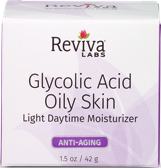 Reviva
LABS
Glycolic Acid
Oily Skin
Light Daytime Moisturizer
ANTI-AGING
1.5 oz / 42 g